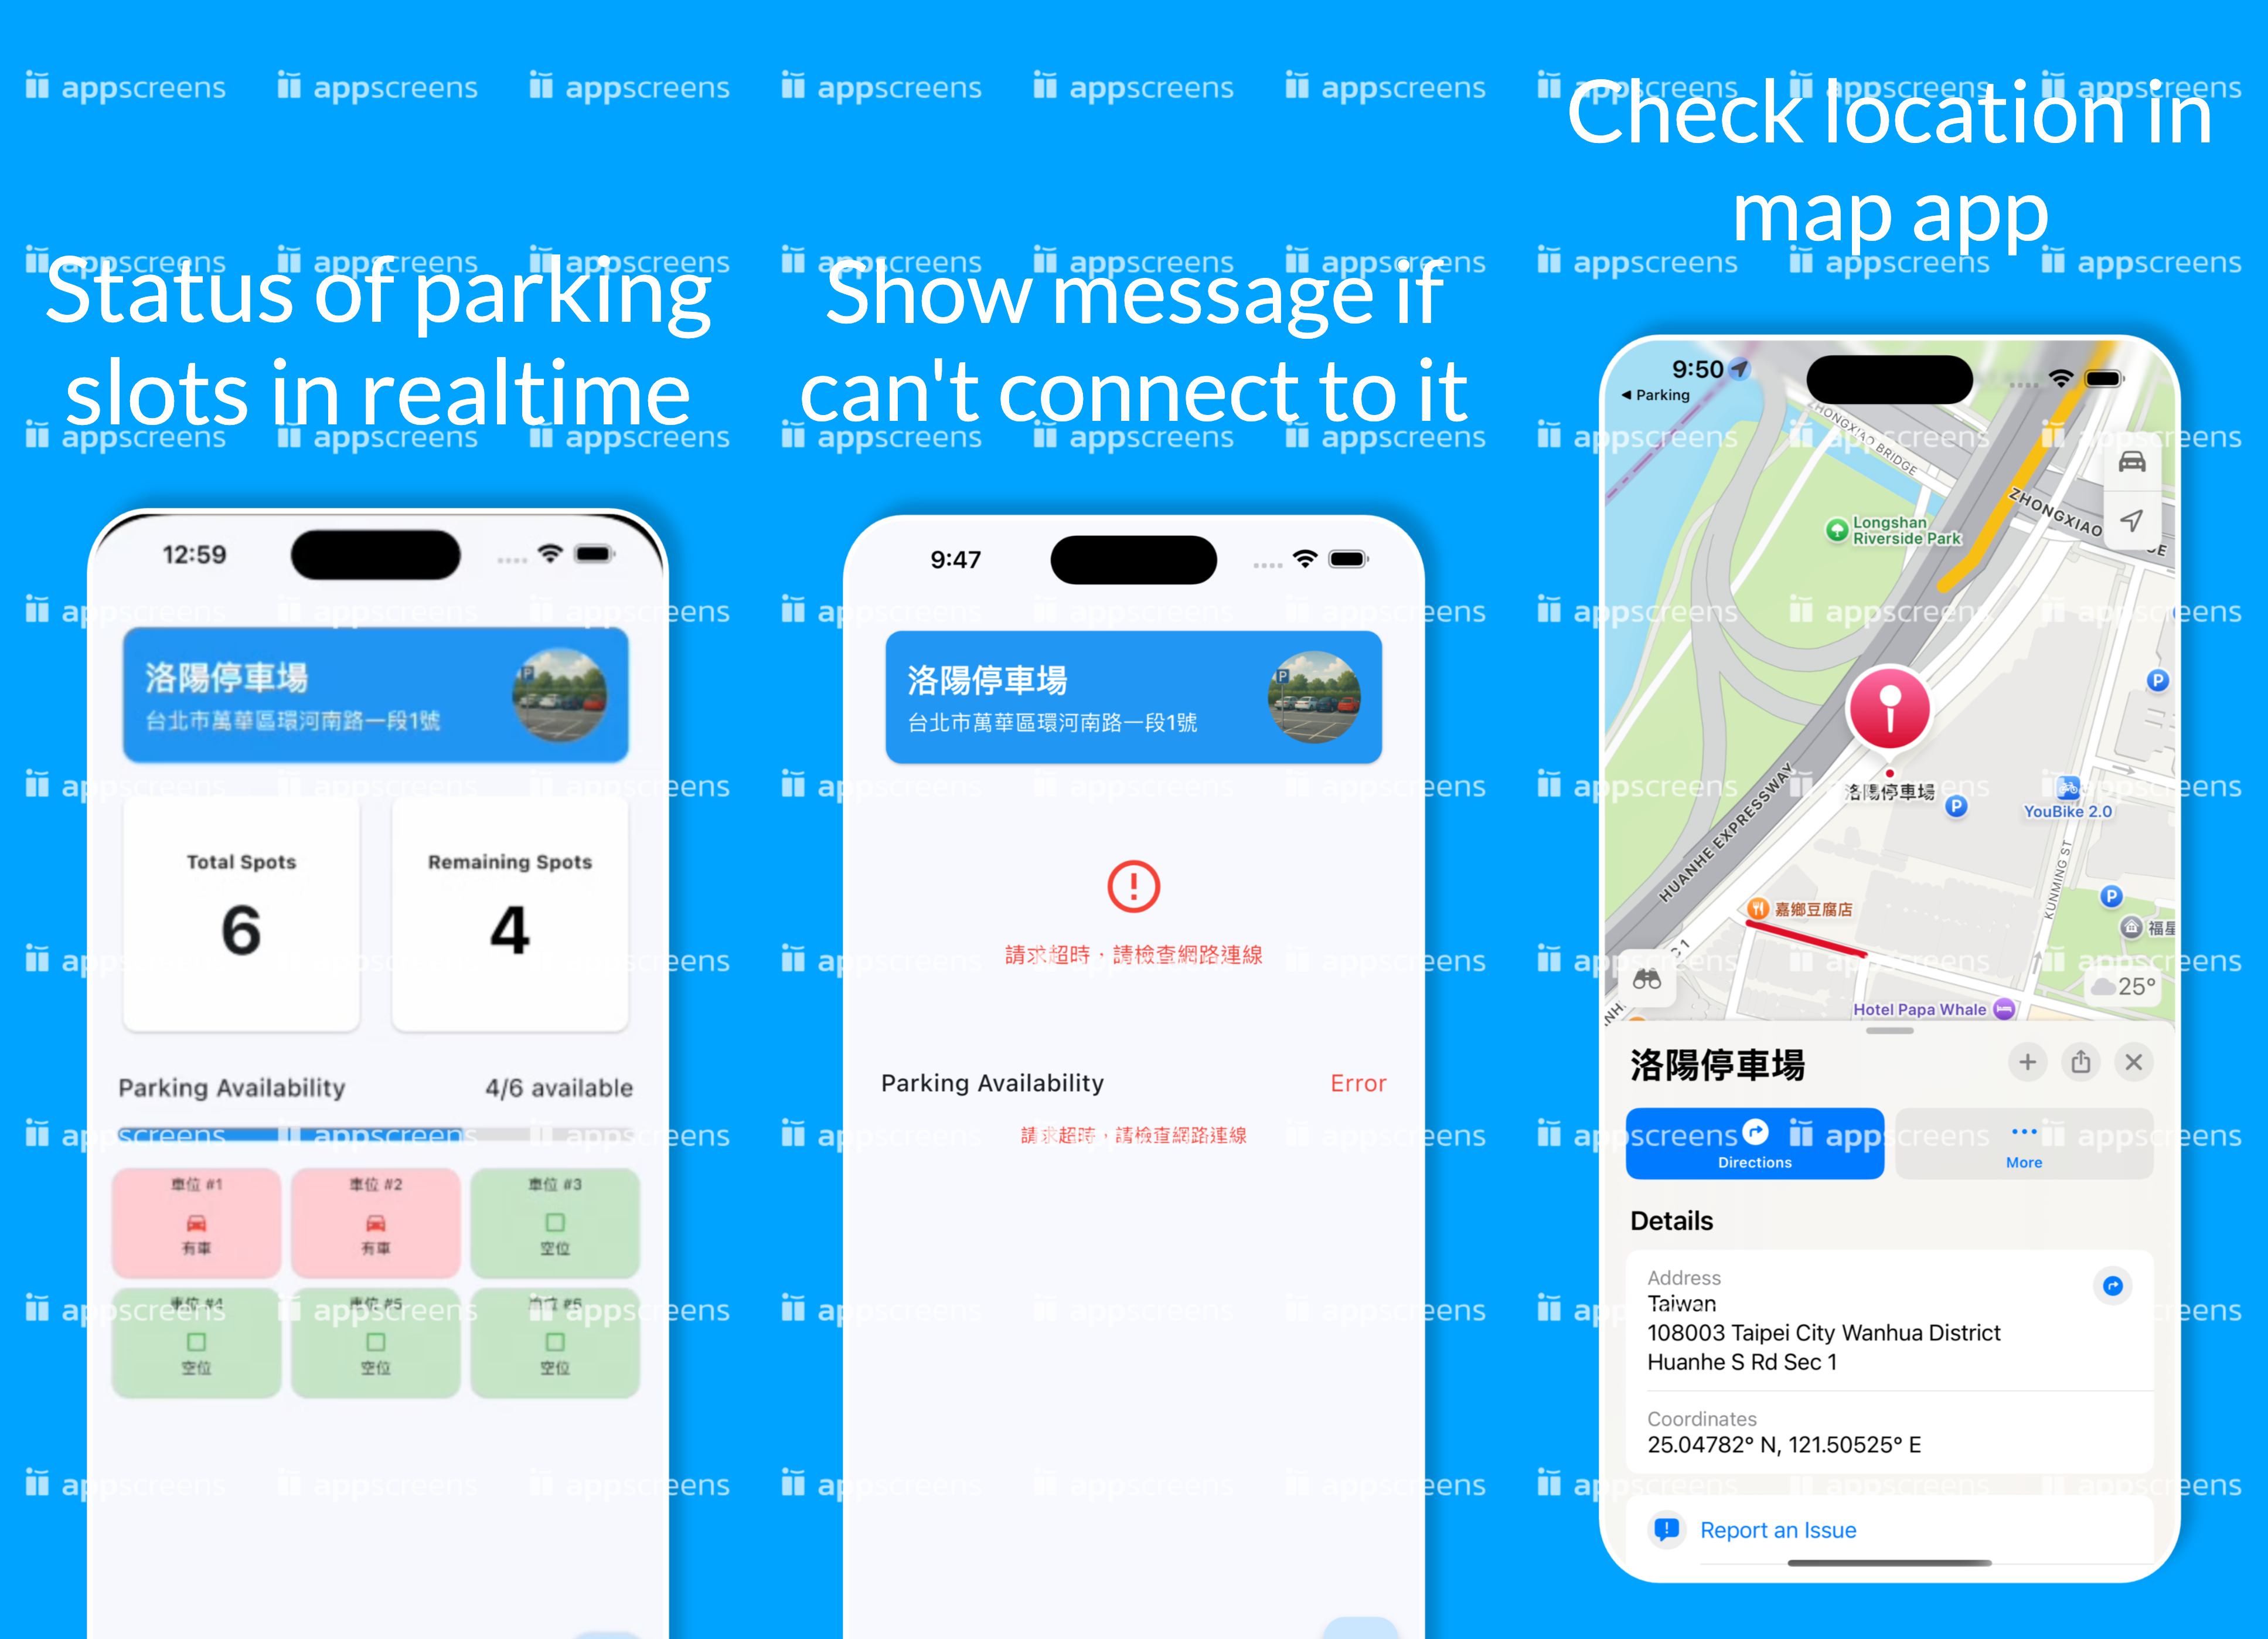 Status of parking
slots in realtime
12:59
洛陽停車場
台北市萬華區環河南路一段1號
P
Total Spots
6
Remaining Spots
4
Parking Availability
4/6 available
車位 #1
有車
車位 #2
有車
車位 #3
空位
車位 #4
空位
車位 #5
空位
車位 #6
空位
Show message if
can't connect to it
9:47
洛陽停車場
台北市萬華區環河南路一段1號
P
請求超時，請檢查網路連線
Parking Availability
Error
請求超時，請檢查網路連線
Check location in
map app
9:50
◀ Parking
HONGXIAO BRIDGE
ZHONGXIAO
Longshan
Riverside Park
P
HUANHE EXPRESSWAY
洛陽停車場
P
YouBike 2.0
KUNMING ST
P
嘉鄉豆腐店
福星
25°
Hotel Papa Whale
洛陽停車場
Directions
More
Details
Address
Taiwan
108003 Taipei City Wanhua District
Huanhe S Rd Sec 1
Coordinates
25.04782° N, 121.50525° E
Report an Issue
appscreens